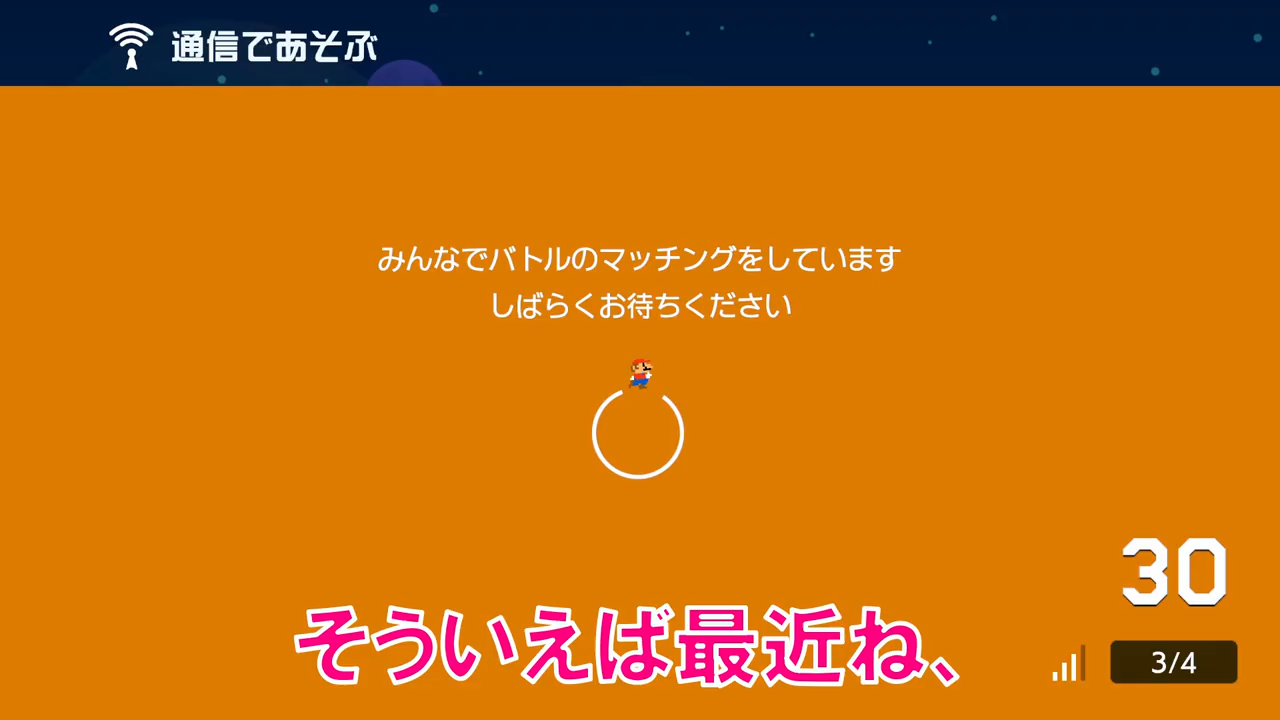 通信であそぶ
みんなでバトルのマッチングをしています
しばらくお待ちください
30
そういえば最近ね、
3/4